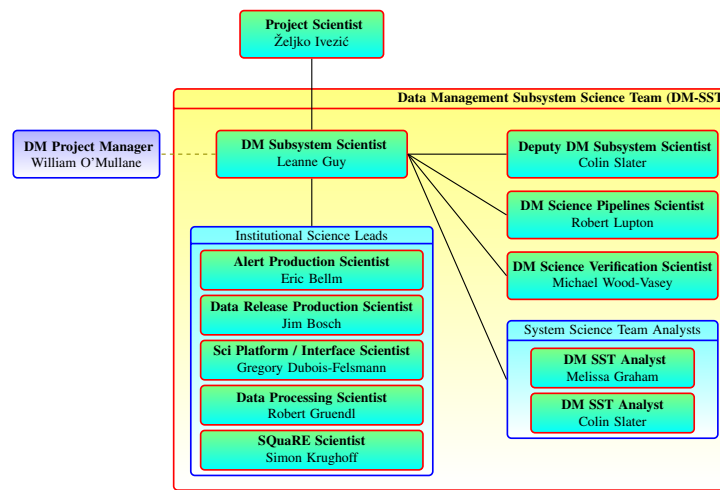 Project Scientist
Željko Ivezić
Data Management Subsystem Science Team (DM-SST
DM Project Manager
William O'Mullane
DM Subsystem Scientist
Leanne Guy
Deputy DM Subsystem Scientist
Colin Slater
DM Science Pipelines Scientist
Robert Lupton
DM Science Verification Scientist
Michael Wood-Vasey
Institutional Science Leads
Alert Production Scientist
Eric Bellm
Data Release Production Scientist
Jim Bosch
Sci Platform / Interface Scientist
Gregory Dubois-Felsmann
Data Processing Scientist
Robert Gruendl
SQuaRE Scientist
Simon Krughoff
System Science Team Analysts
DM SST Analyst
Melissa Graham
DM SST Analyst
Colin Slater